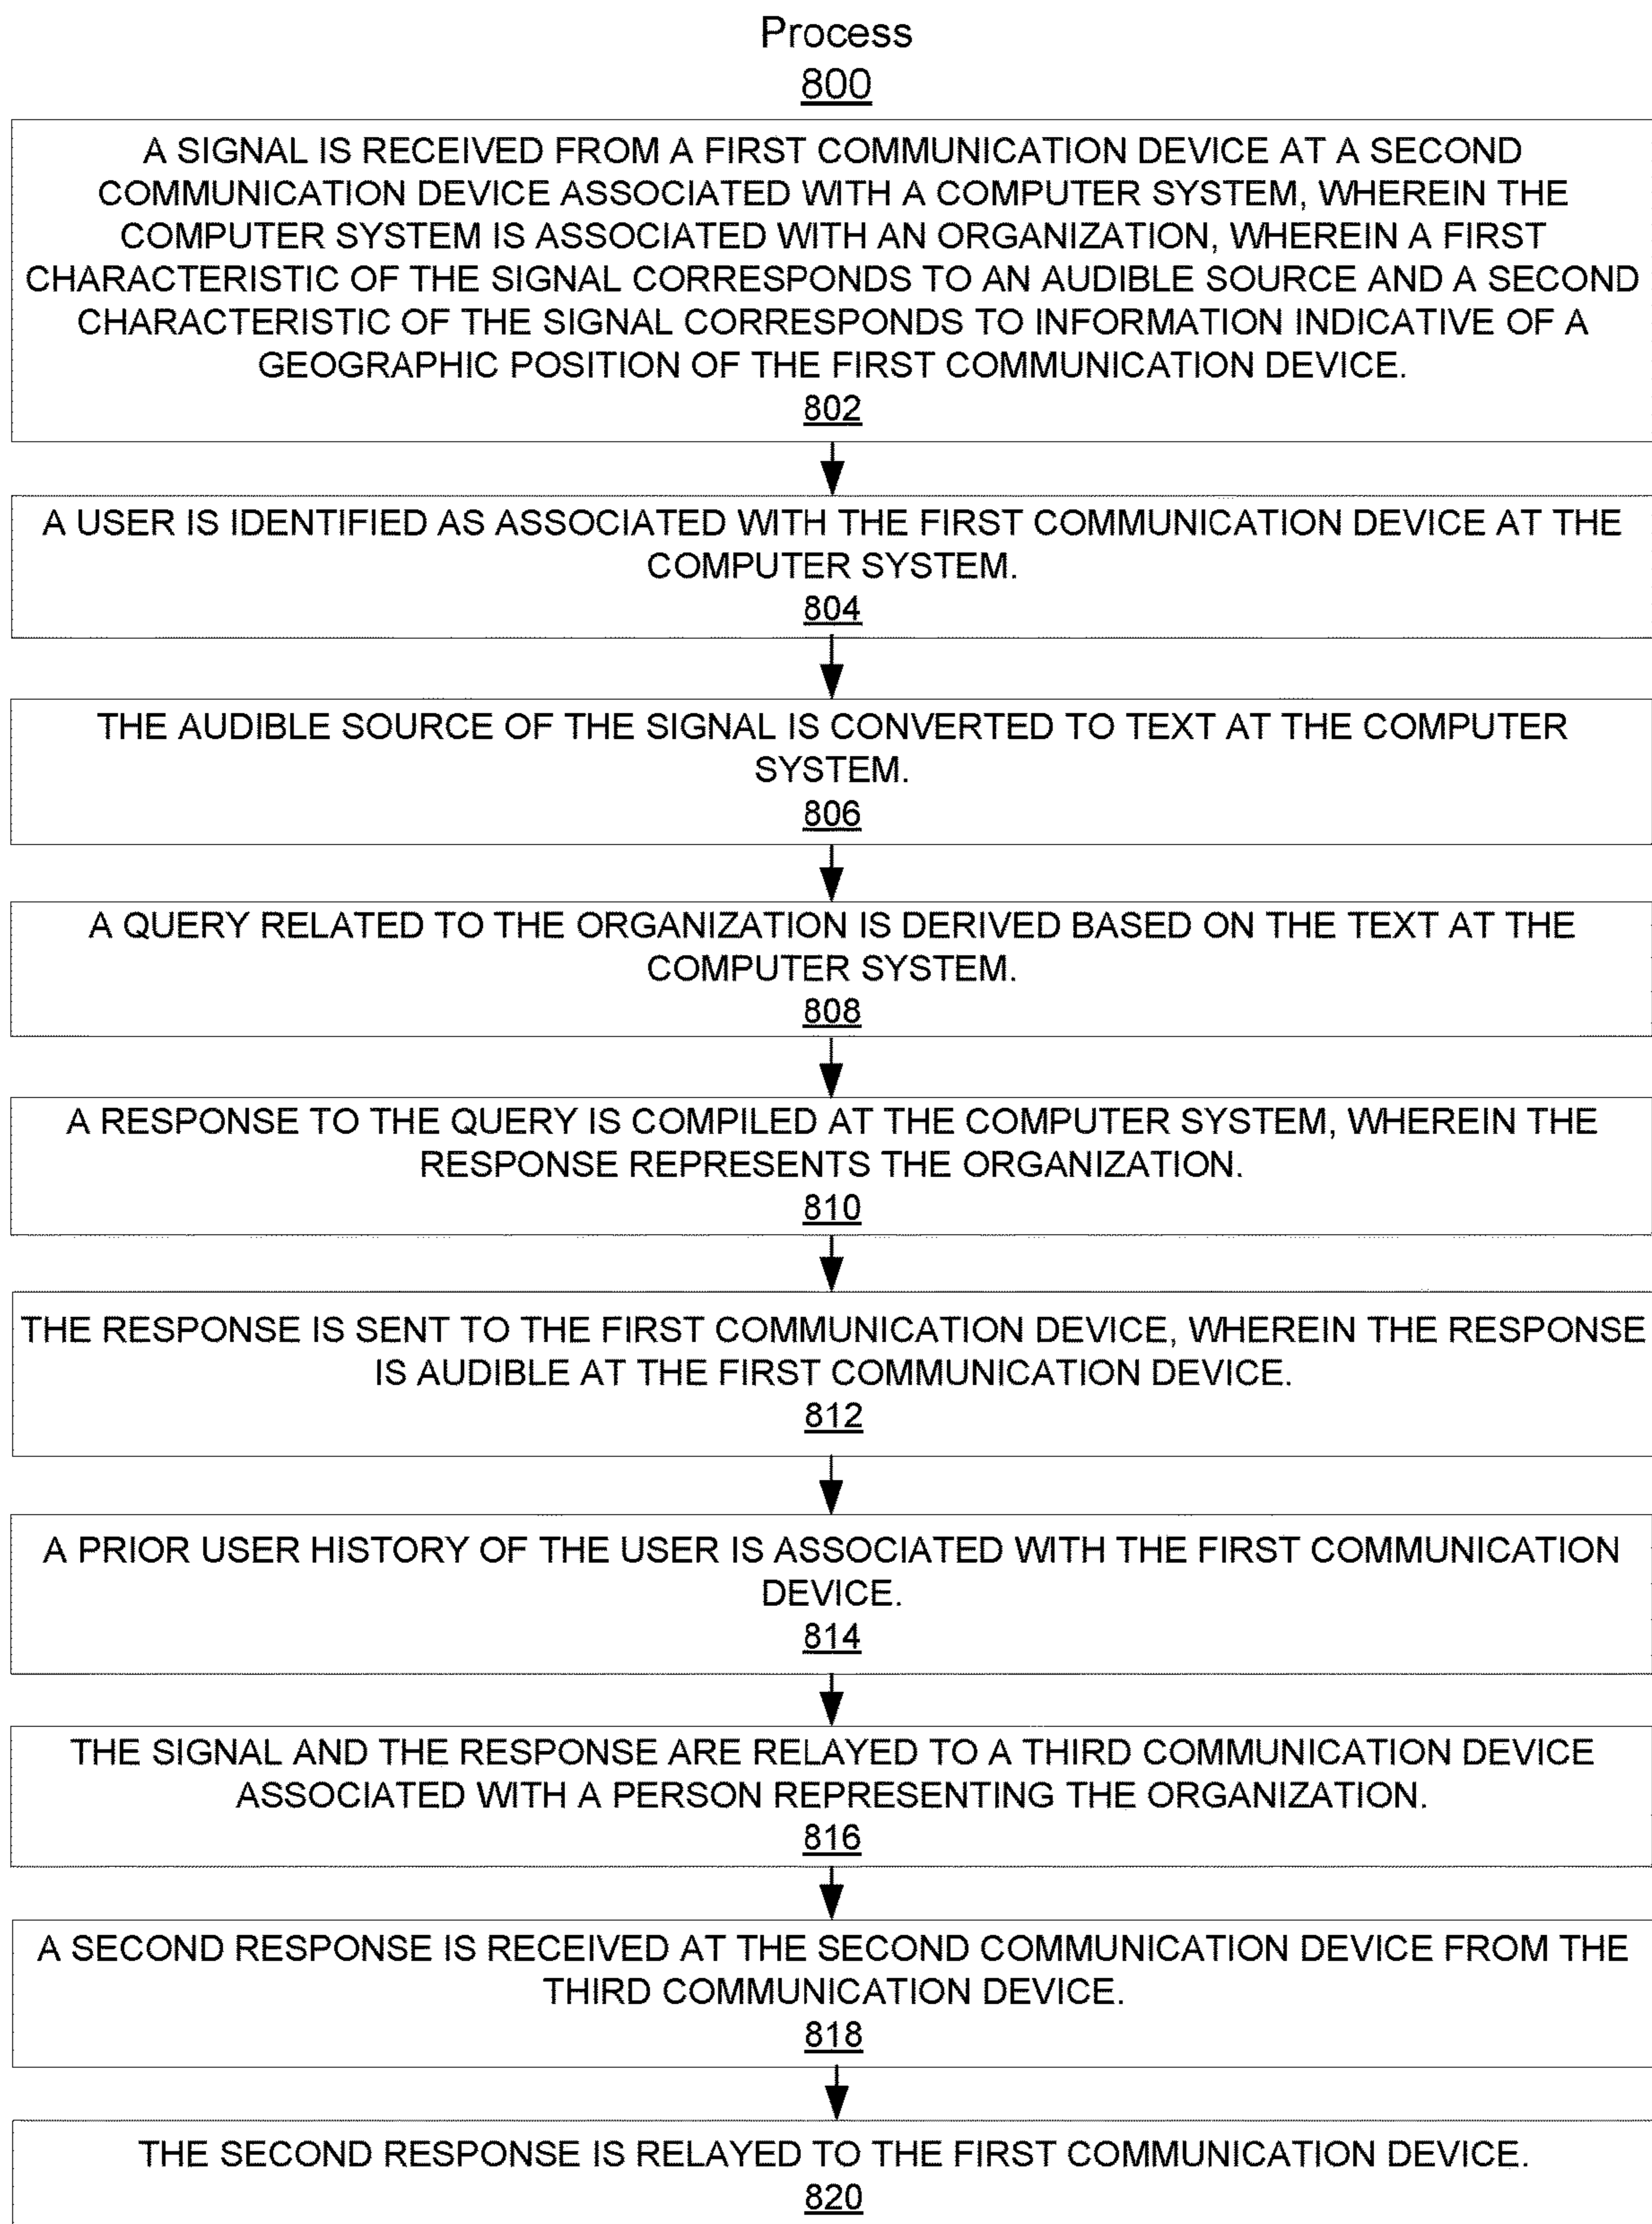 Process
800
A SIGNAL IS RECEIVED FROM A FIRST COMMUNICATION DEVICE AT A SECOND
COMMUNICATION DEVICE ASSOCIATED WITH A COMPUTER SYSTEM, WHEREIN THE
COMPUTER SYSTEM IS ASSOCIATED WITH AN ORGANIZATION, WHEREIN A FIRST
CHARACTERISTIC OF THE SIGNAL CORRESPONDS TO AN AUDIBLE SOURCE AND A SECOND
CHARACTERISTIC OF THE SIGNAL CORRESPONDS TO INFORMATION INDICATIVE OF A
GEOGRAPHIC POSITION OF THE FIRST COMMUNICATION DEVICE.
802
A USER IS IDENTIFIED AS ASSOCIATED WITH THE FIRST COMMUNICATION DEVICE AT THE
COMPUTER SYSTEM.
804
THE AUDIBLE SOURCE OF THE SIGNAL IS CONVERTED TO TEXT AT THE COMPUTER
SYSTEM.
806
A QUERY RELATED TO THE ORGANIZATION IS DERIVED BASED ON THE TEXT AT THE
COMPUTER SYSTEM.
808
A RESPONSE TO THE QUERY IS COMPILED AT THE COMPUTER SYSTEM, WHEREIN THE
RESPONSE REPRESENTS THE ORGANIZATION.
810
THE RESPONSE IS SENT TO THE FIRST COMMUNICATION DEVICE, WHEREIN THE RESPONSE
IS AUDIBLE AT THE FIRST COMMUNICATION DEVICE.
812
A PRIOR USER HISTORY OF THE USER IS ASSOCIATED WITH THE FIRST COMMUNICATION
DEVICE.
814
THE SIGNAL AND THE RESPONSE ARE RELAYED TO A THIRD COMMUNICATION DEVICE
ASSOCIATED WITH A PERSON REPRESENTING THE ORGANIZATION.
816
A SECOND RESPONSE IS RECEIVED AT THE SECOND COMMUNICATION DEVICE FROM THE
THIRD COMMUNICATION DEVICE.
818
THE SECOND RESPONSE IS RELAYED TO THE FIRST COMMUNICATION DEVICE.
820